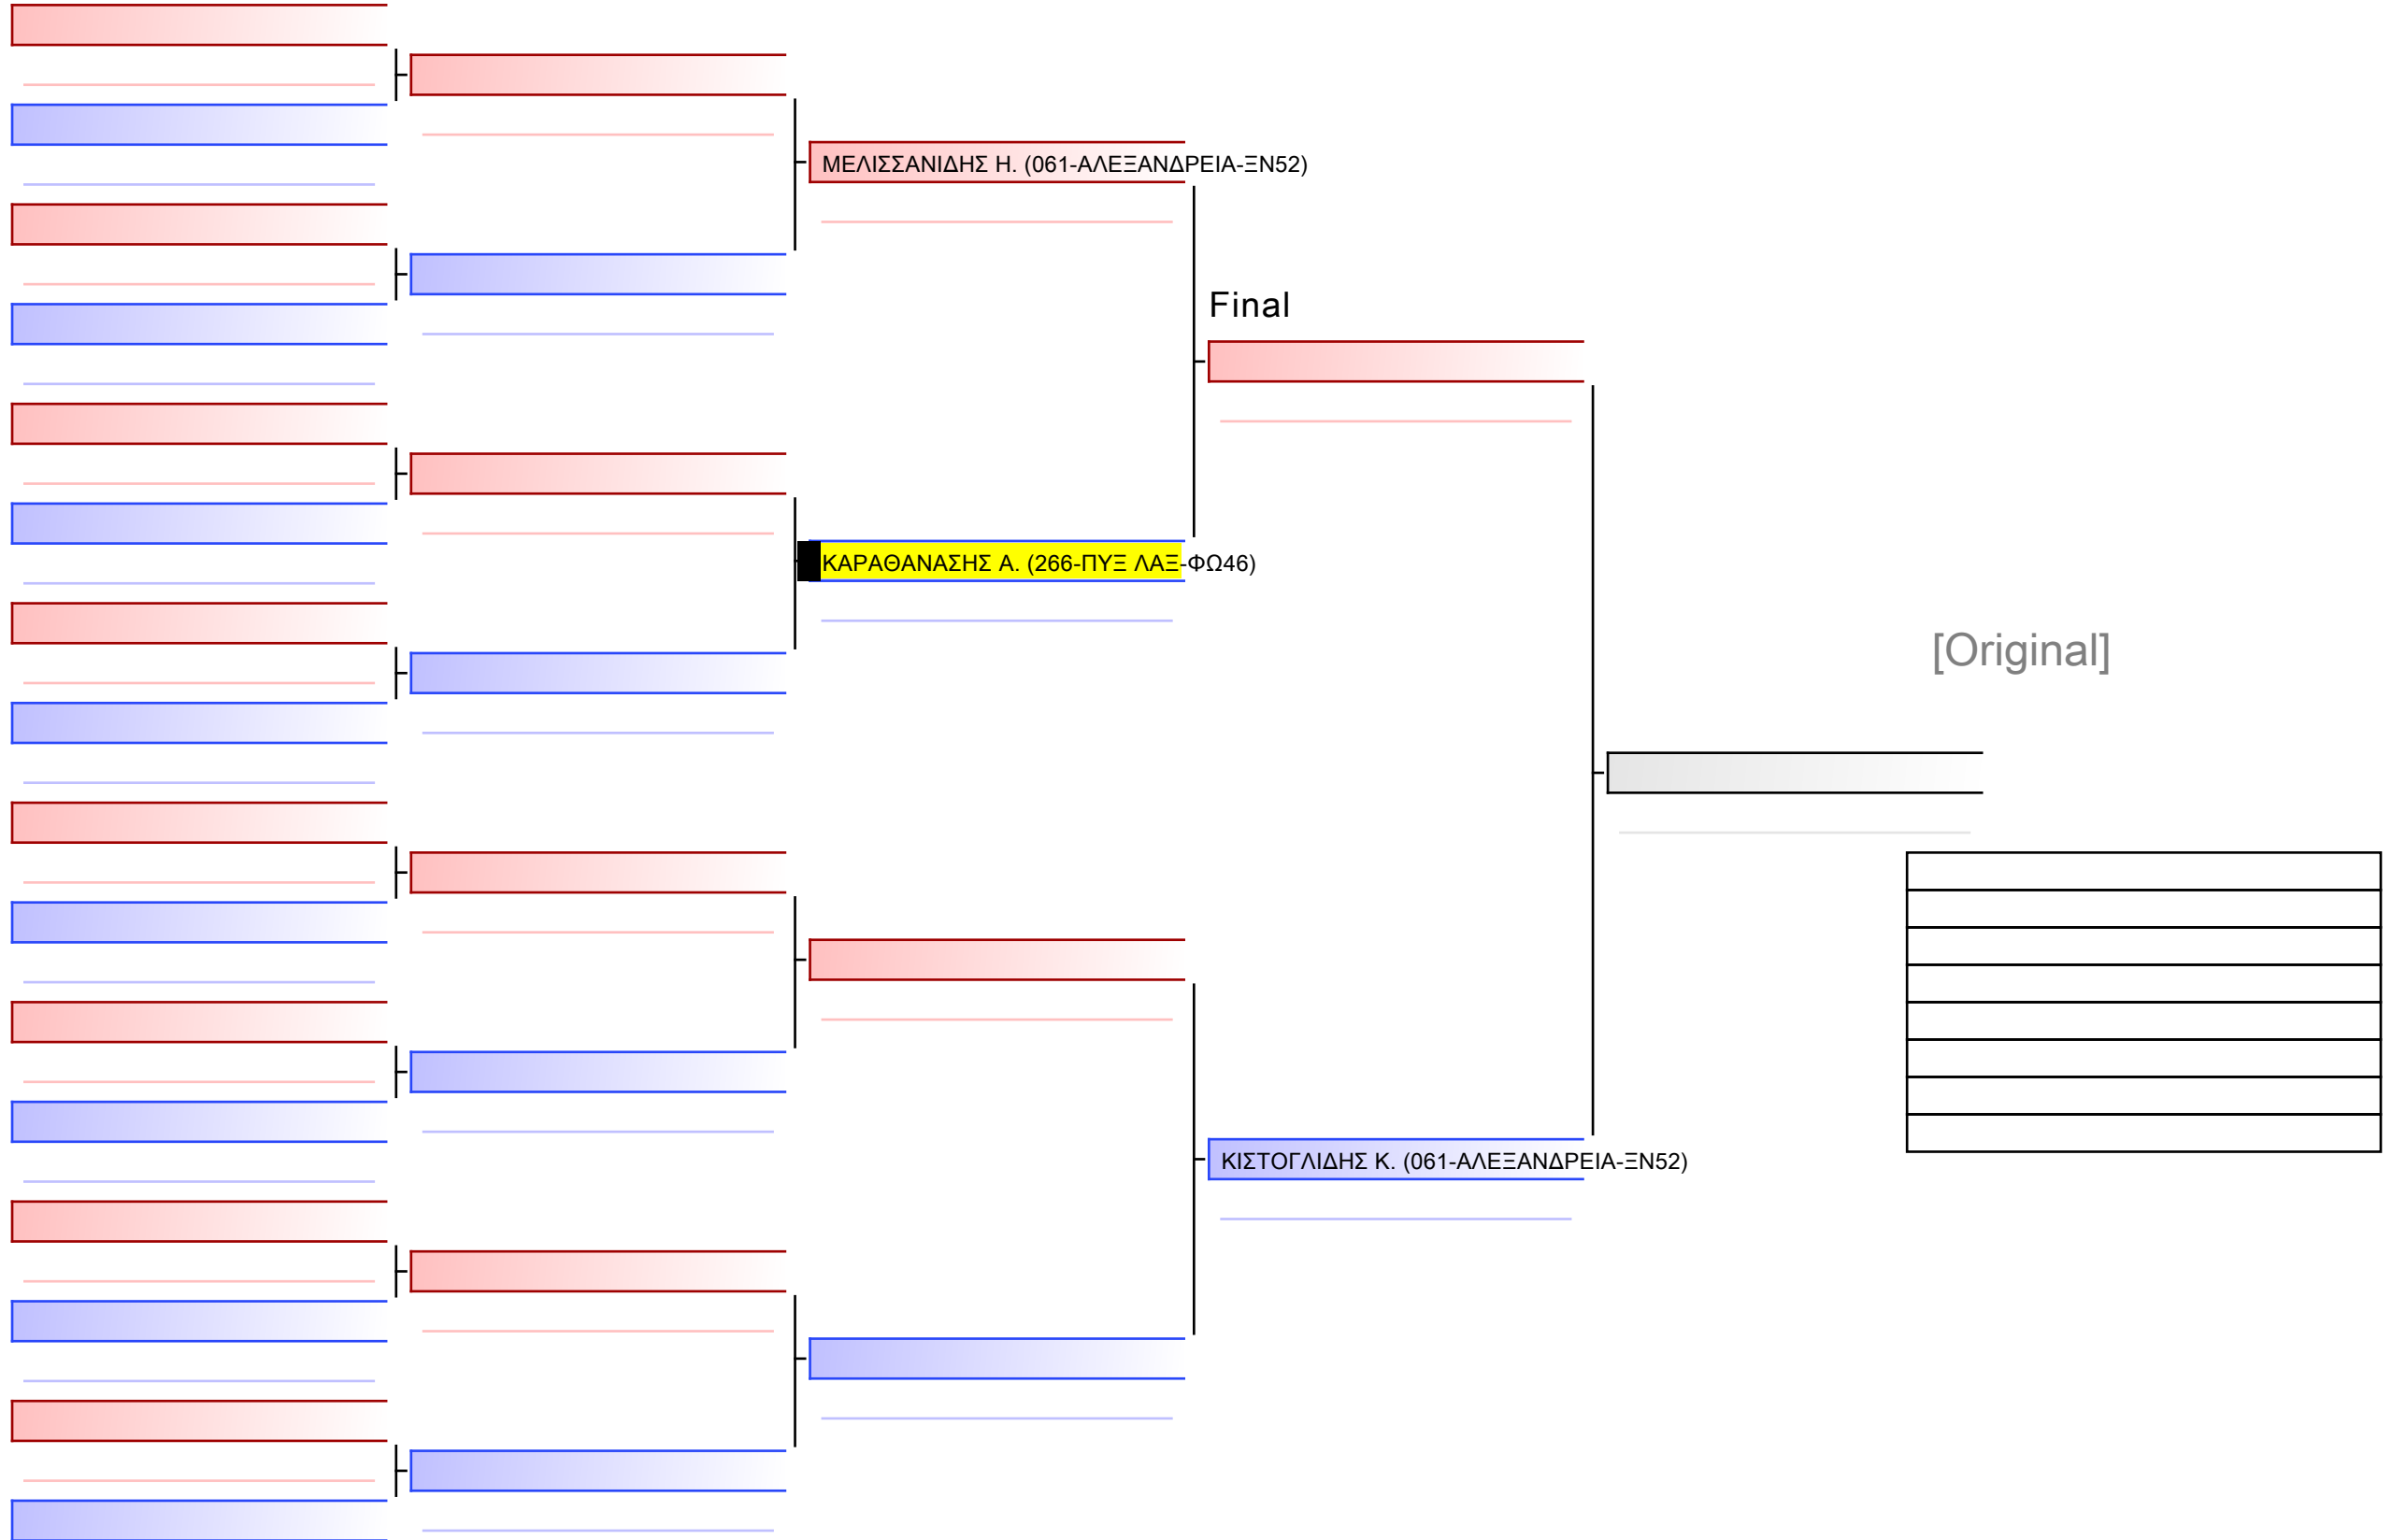 ΜΕΛΙΣΣΑΝΙΔΗΣ Η. (061-ΑΛΕΞΑΝΔΡΕΙΑ-ΞΝ52)
Final
ΚΑΡΑΘΑΝΑΣΗΣ Α. (266-ΠΥΞ ΛΑΞ-ΦΩ46)
[Original]
ΚΙΣΤΟΓΛΙΔΗΣ Κ. (061-ΑΛΕΞΑΝΔΡΕΙΑ-ΞΝ52)